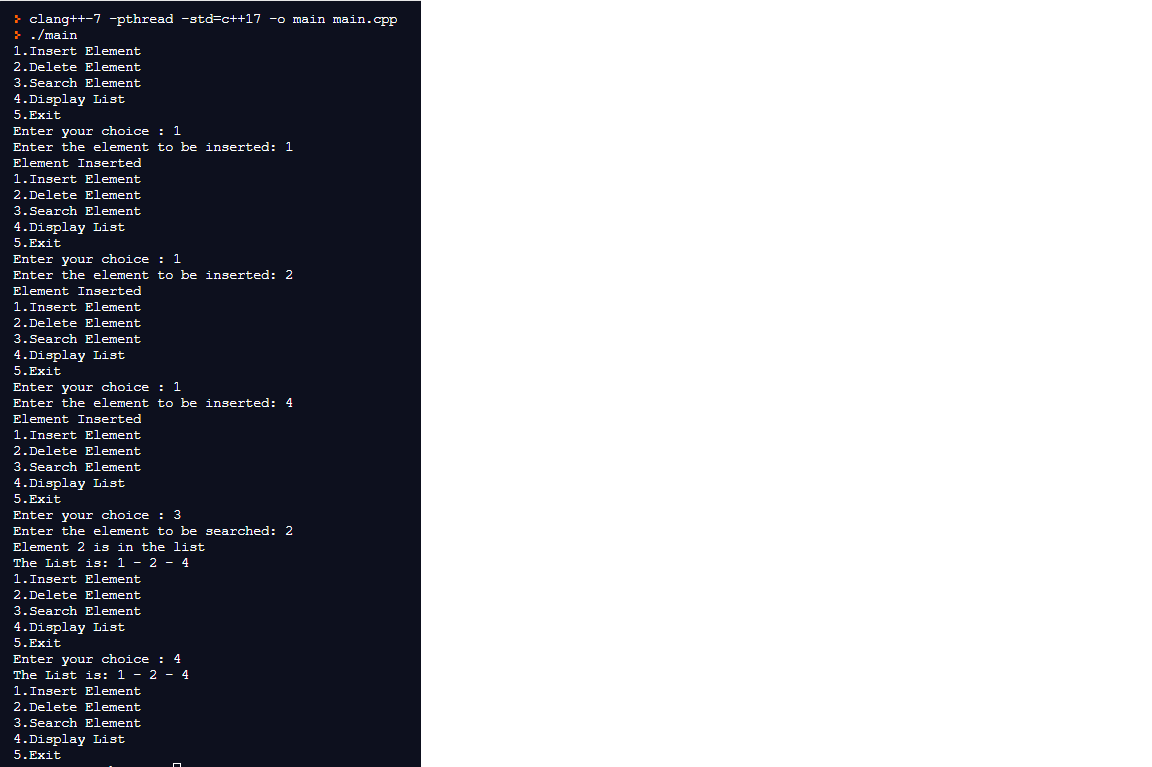 clang++-7 -pthread -std=c++17 -o main main.cpp
./main
1.Insert Element
2.Delete Element
3.Search Element
4.Display List
5.Exit
Enter your choice : 1
Enter the element to be inserted: 1
Element Inserted
1.Insert Element
2.Delete Element
3.Search Element
4.Display List
5.Exit
Enter your choice : 1
Enter the element to be inserted: 2
Element Inserted
1.Insert Element
2.Delete Element
3.Search Element
4.Display List
5.Exit
Enter your choice : 1
Enter the element to be inserted: 4
Element Inserted
1.Insert Element
2.Delete Element
3.Search Element
4.Display List
5.Exit
Enter your choice : 3
Enter the element to be searched: 2
Element 2 is in the list
The List is: 1 - 2 - 4
1.Insert Element
2.Delete Element
3.Search Element
4.Display List
5.Exit
Enter your choice : 4
The List is: 1 - 2 - 4
1.Insert Element
2.Delete Element
3.Search Element
4.Display List
5.Exit